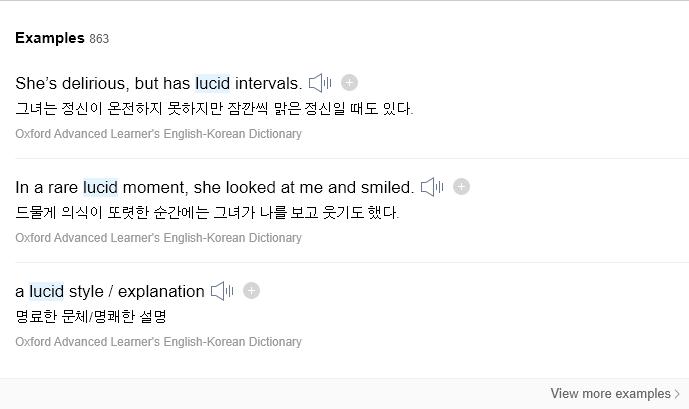 Examples 863
She’s delirious, but has lucid intervals.
그녀는 정신이 온전하지 못하지만 잠깐씩 맑은 정신일 때도 있다.
Oxford Advanced Learner's English-Korean Dictionary
In a rare lucid moment, she looked at me and smiled.
드물게 의식이 또렷한 순간에는 그녀가 나를 보고 웃기도 했다.
Oxford Advanced Learner's English-Korean Dictionary
a lucid style / explanation
명료한 문체/명쾌한 설명
Oxford Advanced Learner's English-Korean Dictionary
View more examples